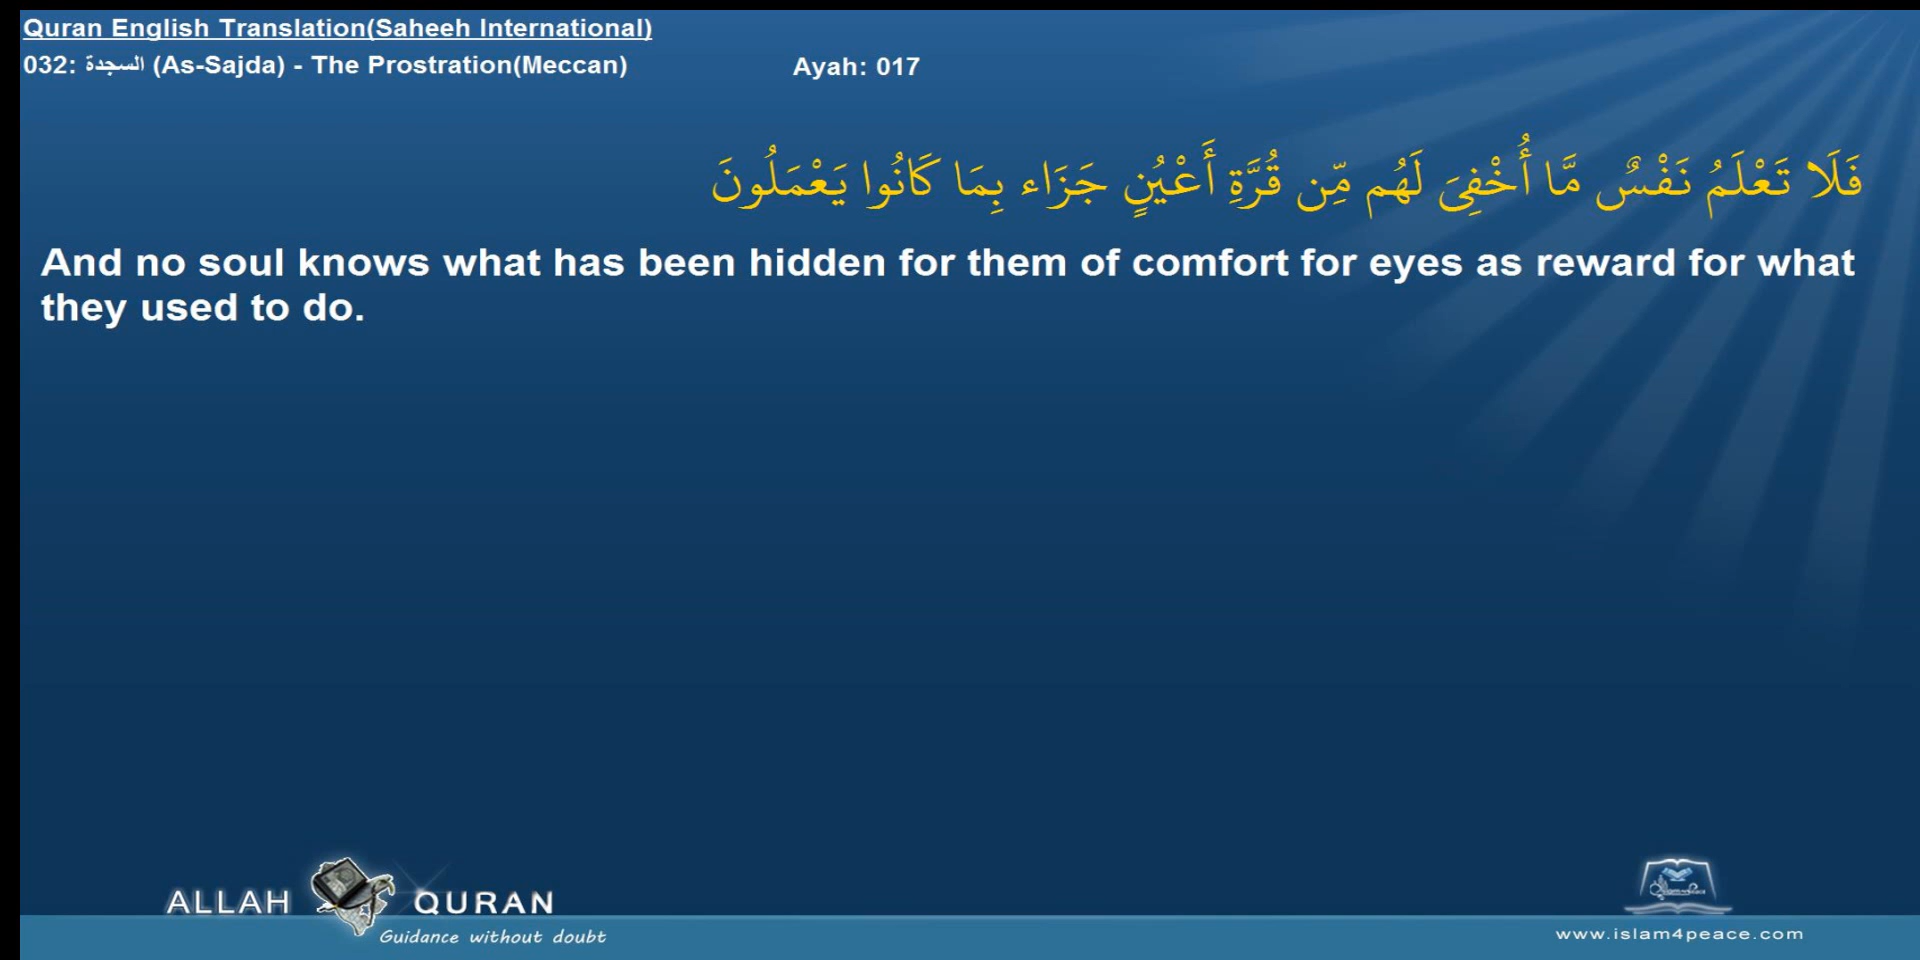 Quran English Translation(Saheeh International)
032: السجدة (As-Sajda) - The Prostration(Meccan) Ayah: 017
فَلَا تَعْلَمُ نَفْسٌ مَّا أُخْفِىَ لَهُم مِّن قُرَّةِ أَعْيُنٍ جَزَاء بِمَا كَانُوا يَعْمَلُونَ
And no soul knows what has been hidden for them of comfort for eyes as reward for what
they used to do.
ALLAH QURAN
Guidance without doubt
www.islam4peace.com